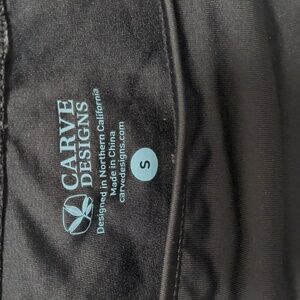 CARVE
DESIGNS
Designed in Northern California
Made in China
carvedesigns.com
S